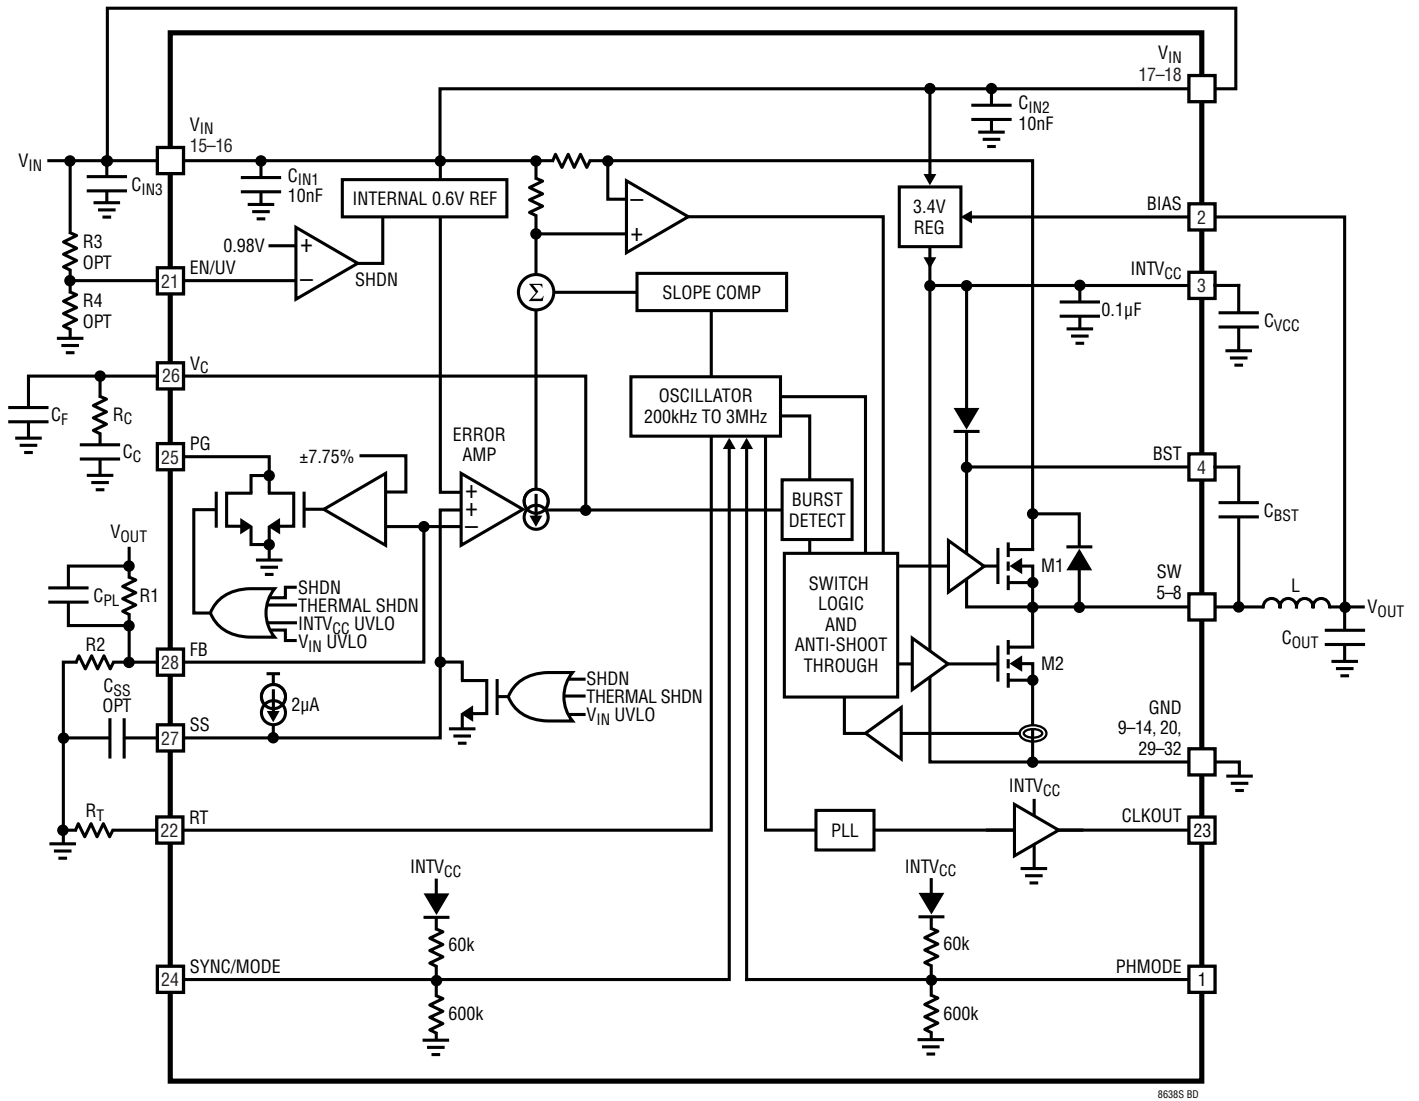 VIN
17–18
CIN2
10nF
VIN
15–16
VIN
CIN3
CIN1
10nF
INTERNAL 0.6V REF
–
+
3.4V
REG
BIAS
2
R3
OPT
0.98V
+
–
SHDN
EN/UV
21
R4
OPT
Σ
SLOPE COMP
INTVCC
3
0.1µF
CVCC
VC
26
CF
RC
CC
OSCILLATOR
200kHz TO 3MHz
PG
25
±7.75%
ERROR
AMP
+
+
–
BURST
DETECT
BST
4
CBST
VOUT
CPL
R1
SHDN
THERMAL SHDN
INTVCC UVLO
VIN UVLO
SWITCH
LOGIC
AND
ANTI-SHOOT
THROUGH
M1
SW
5–8
L
VOUT
COUT
R2
FB
28
M2
CSS
OPT
2µA
SHDN
THERMAL SHDN
VIN UVLO
SS
27
GND
9–14, 20,
29–32
RT
RT
22
PLL
INTVCC
CLKOUT
23
INTVCC
60k
INTVCC
60k
SYNC/MODE
24
600k
600k
PHMODE
1
8638S BD